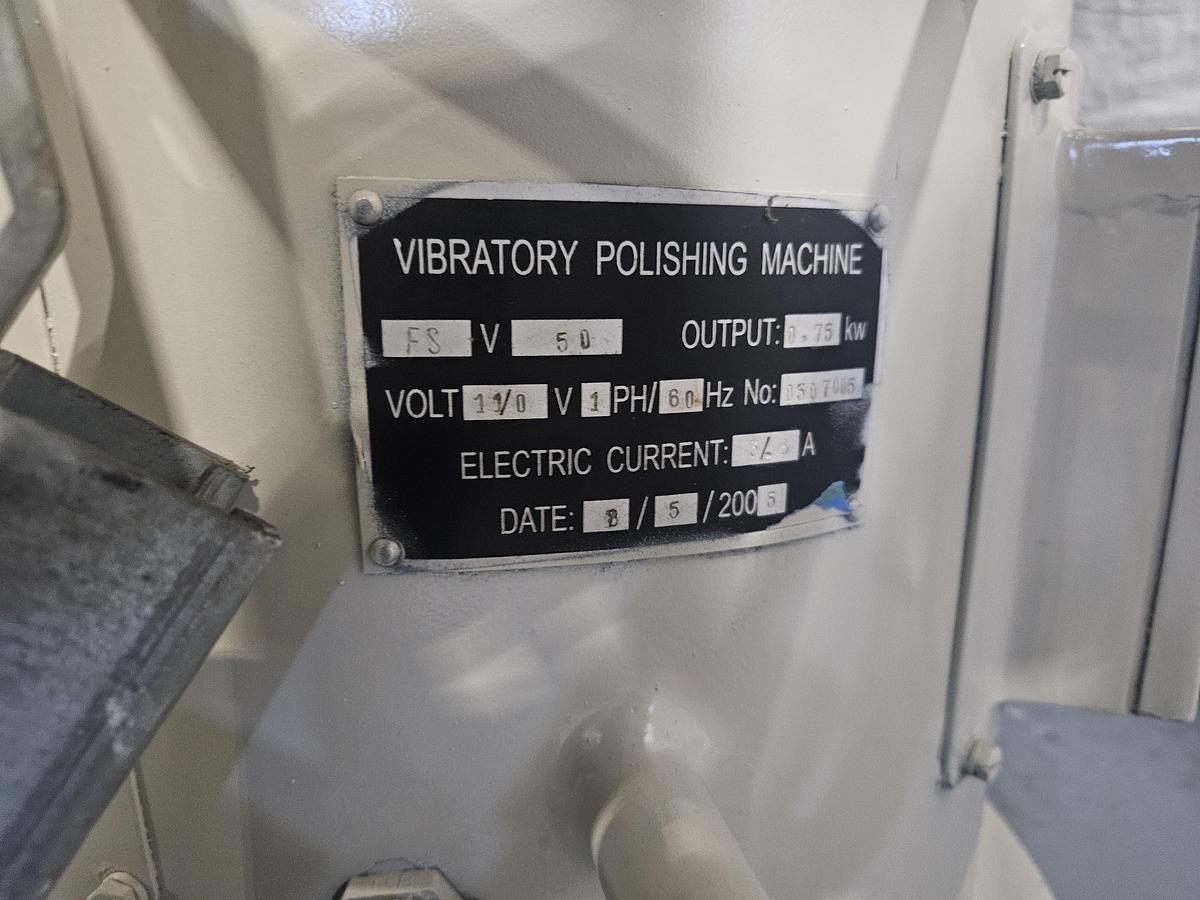 VIBRATORY POLISHING MACHINE
FS V 50 OUTPUT: 0.75 kw
VOLT 110 V 1 PH/ 60 Hz No: 0507005
ELECTRIC CURRENT: A
DATE: / 5 / 2005